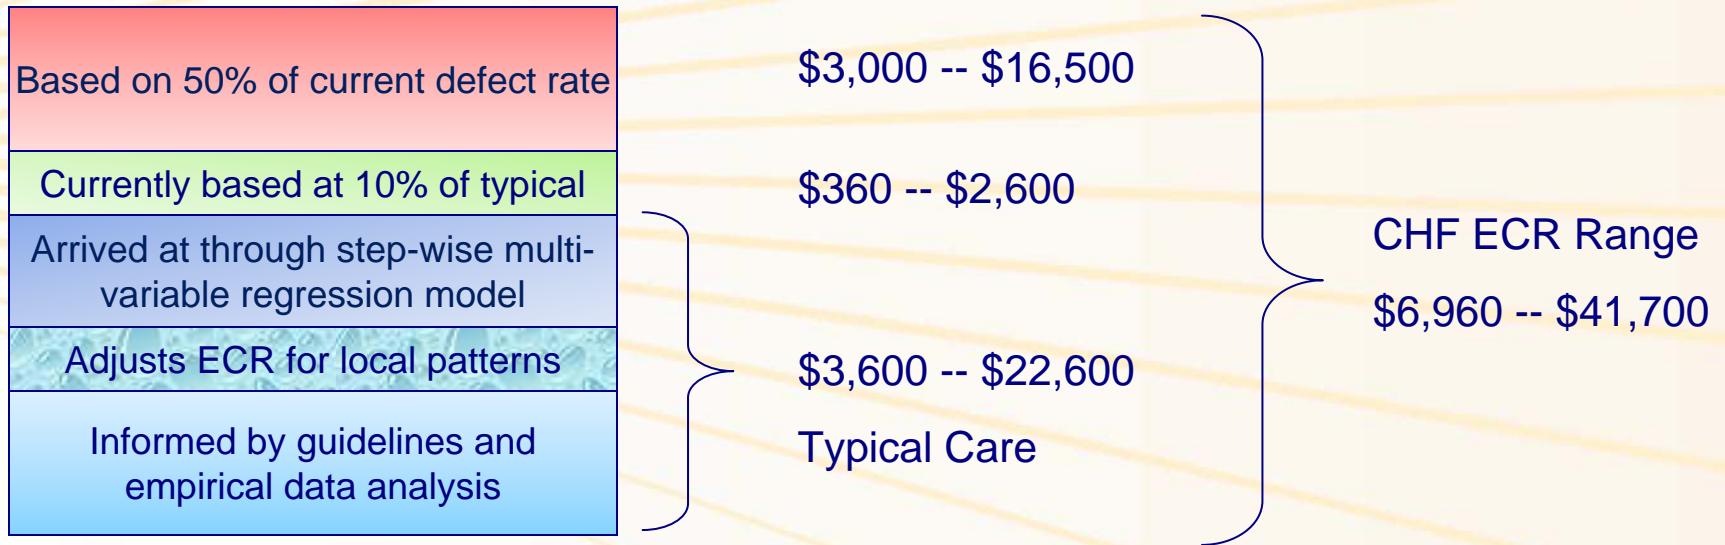 Based on 50% of current defect rate
$3,000 -- $16,500
Currently based at 10% of typical
$360 -- $2,600
Arrived at through step-wise multi-
variable regression model
Adjusts ECR for local patterns
Informed by guidelines and
empirical data analysis
$3,600 -- $22,600
Typical Care
CHF ECR Range
$6,960 -- $41,700